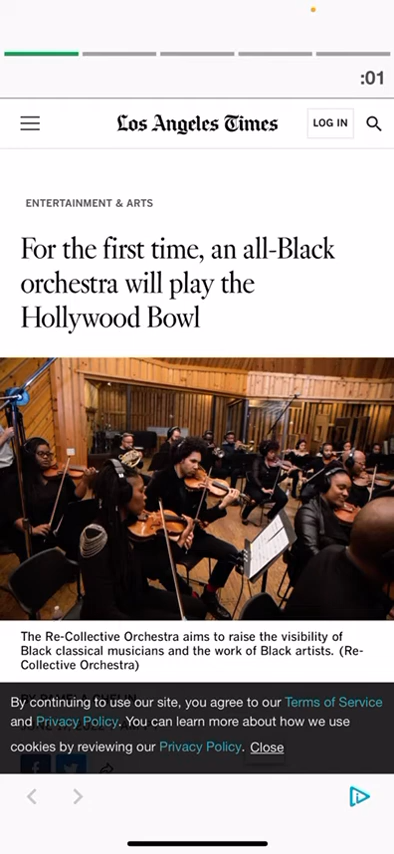 :01
Los Angeles Times
LOG IN
ENTERTAINMENT & ARTS
For the first time, an all-Black
orchestra will play the
Hollywood Bowl
The Re-Collective Orchestra aims to raise the visibility of
Black classical musicians and the work of Black artists. (Re-
Collective Orchestra)
By continuing to use our site, you agree to our Terms of Service
and Privacy Policy. You can learn more about how we use
cookies by reviewing our Privacy Policy. Close